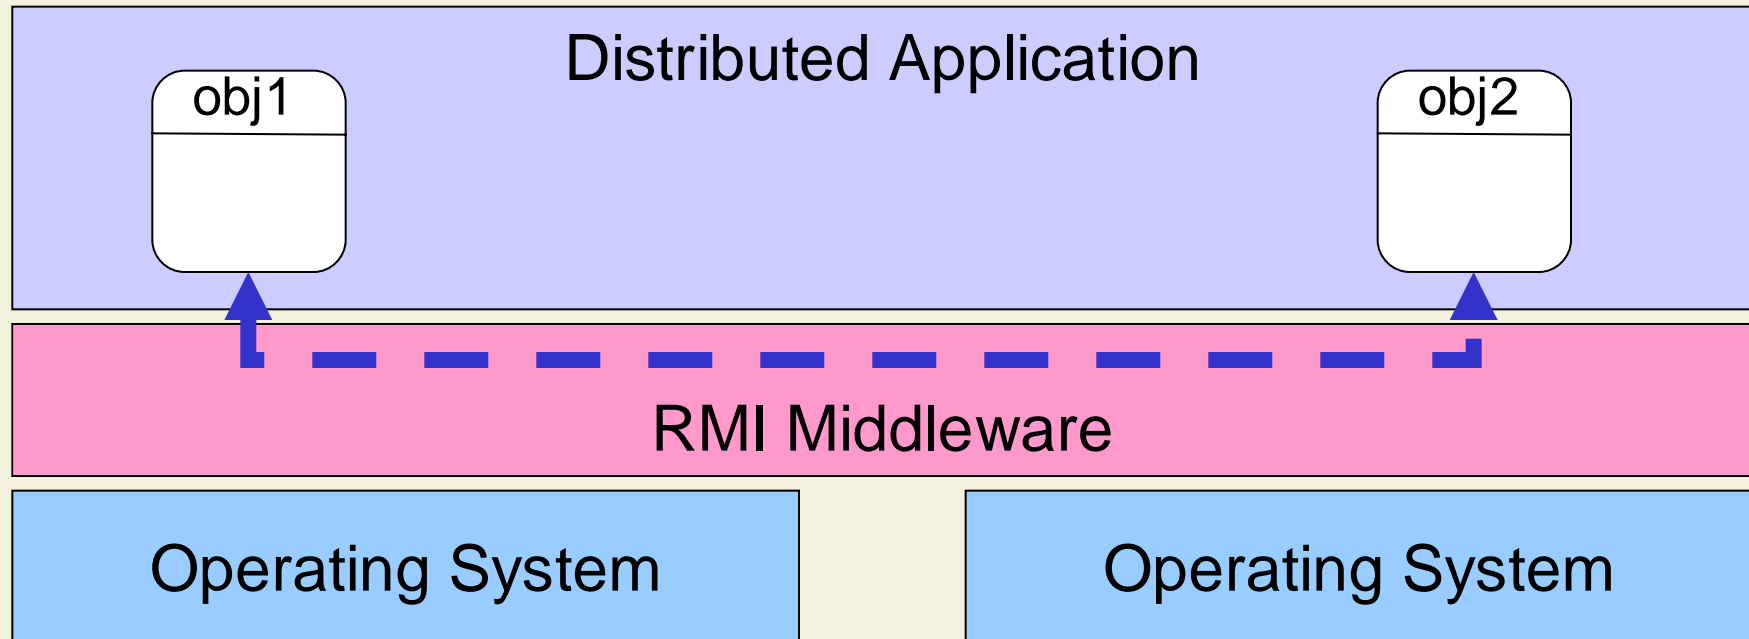 Distributed Application
obj1
obj2
RMI Middleware
Operating System
Operating System